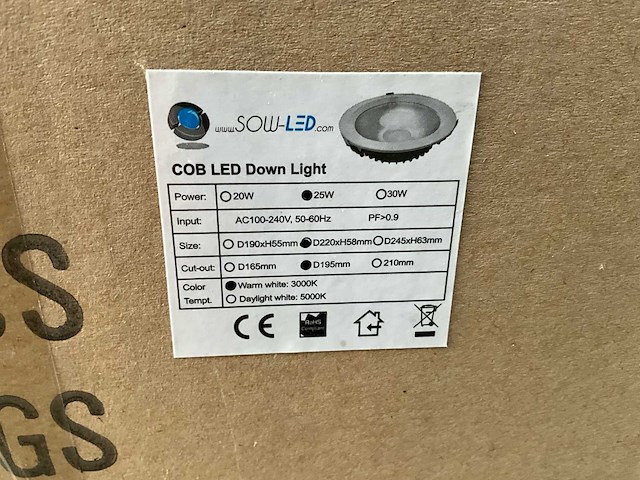 www.SOW-LED.com
COB LED Down Light
Power: 20W 25W 30W
Input: AC100-240V, 50-60Hz PF>0.9
Size: D190xH55mm D220xH58mm D245xH63mm
Cut-out: D165mm D195mm 210mm
Color Warm white: 3000K
Tempt. Daylight white: 5000K
CE RoHS
Compliant
GS